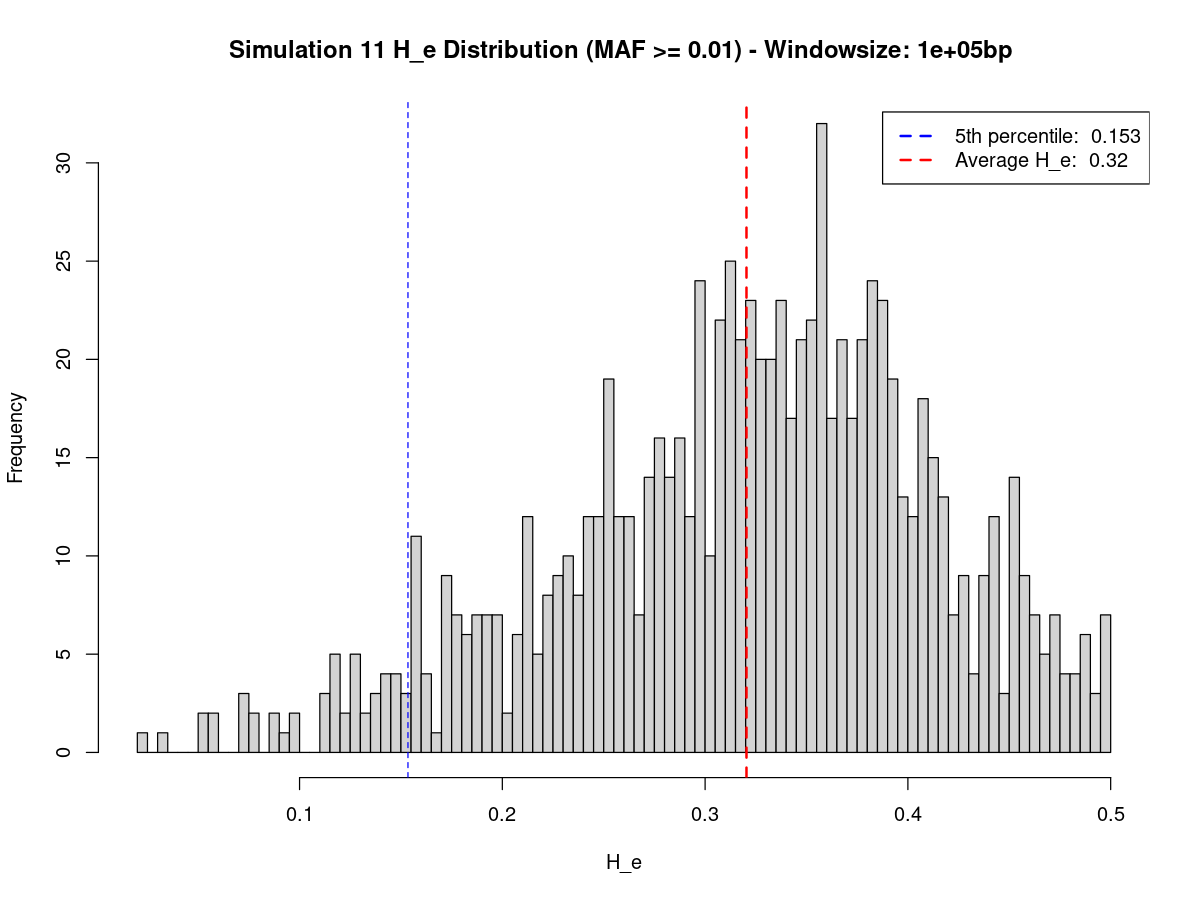 Simulation 11 H_e Distribution (MAF >= 0.01) - Windowsize: 1e+05bp
5th percentile: 0.153
Average H_e: 0.32
Frequency
30
25
20
15
10
5
0
0.1 0.2 0.3 0.4 0.5
H_e